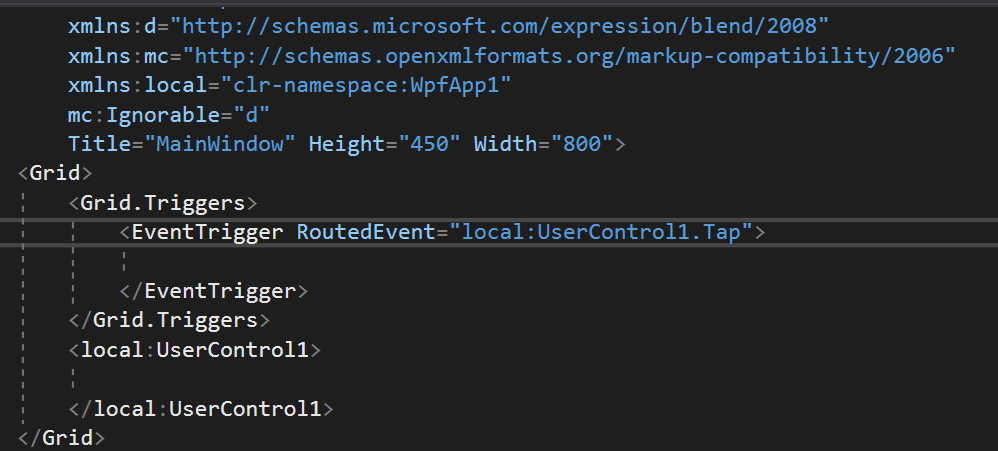 xmlns:d="http://schemas.microsoft.com/expression/blend/2008"
xmlns:mc="http://schemas.openxmlformats.org/markup-compatibility/2006"
xmlns:local="clr-namespace:WpfApp1"
mc:Ignorable="d"
Title="MainWindow" Height="450" Width="800">
<Grid>
<Grid.Triggers>
<EventTrigger RoutedEvent="local:UserControl1.Tap">
</EventTrigger>
</Grid.Triggers>
<local:UserControl1>
</local:UserControl1>
</Grid>